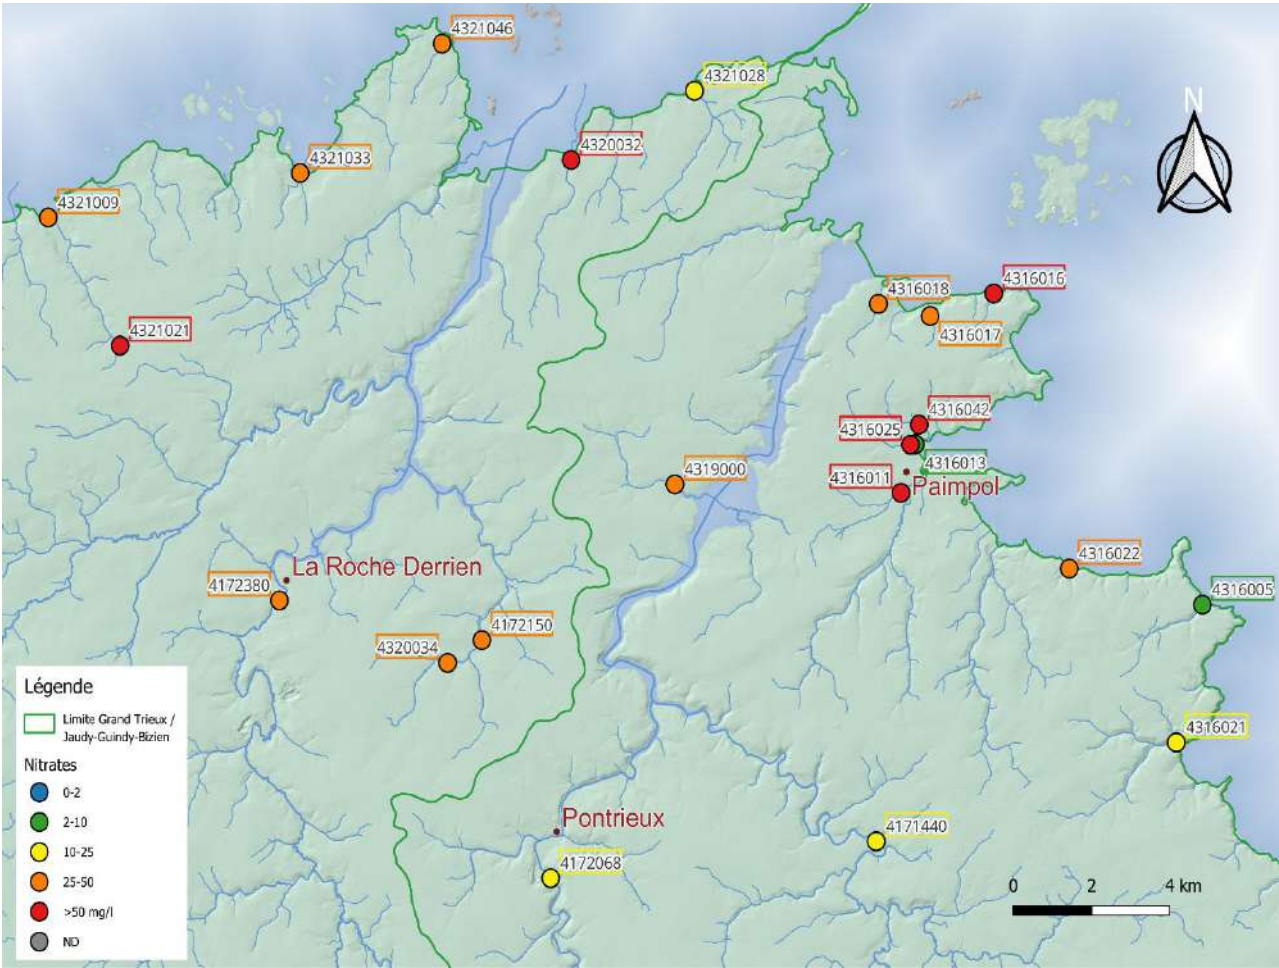 4321046
4321028
N
4320032
4321033
4321009
4316016
4316018
4321021
4316017
4316042
4316025
4316013
4319000
4316011
Paimpol
4316022
La Roche Derrien
4172380
4316005
4172150
4320034
Légende
Limite Grand Trieux /
Jaudy-Guindy-Bizien
4316021
Nitrates
0-2
2-10
Pontrieux
4171440
10-25
4172068
25-50
0 2 4 km
>50 mg/l
ND